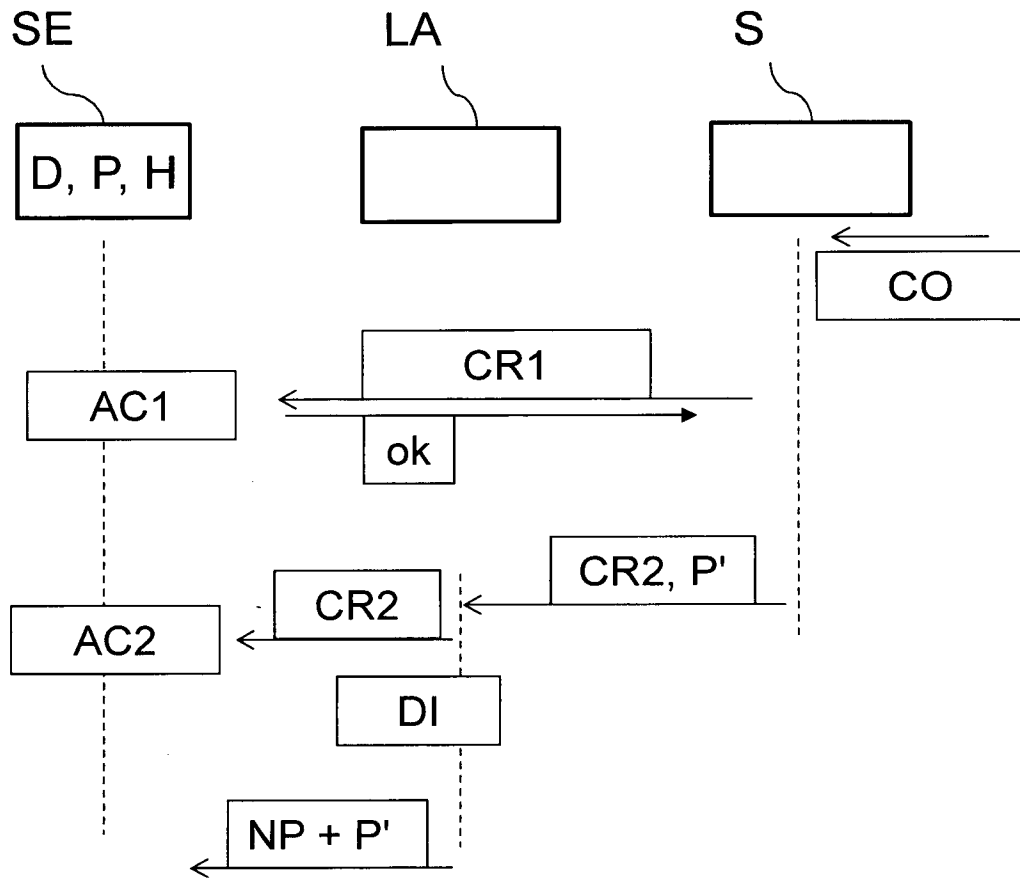 SE
LA
S
D, P, H
CO
CR1
AC1
ok
CR2, P'
CR2
AC2
DI
NP + P'